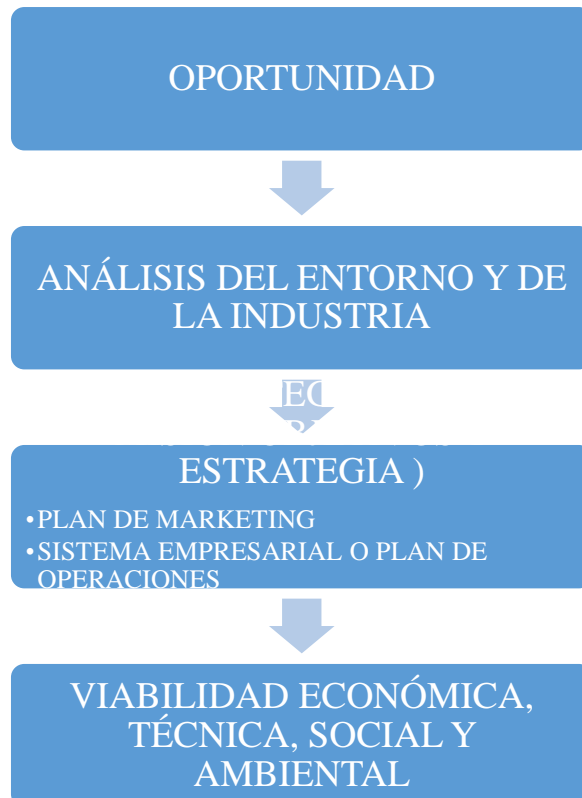 OPORTUNIDAD
ANÁLISIS DEL ENTORNO Y DE
LA INDUSTRIA
ESTRATEGIA )
•PLAN DE MARKETING
•SISTEMA EMPRESARIAL O PLAN DE
OPERACIONES
VIABILIDAD ECONÓMICA,
TÉCNICA, SOCIAL Y
AMBIENTAL